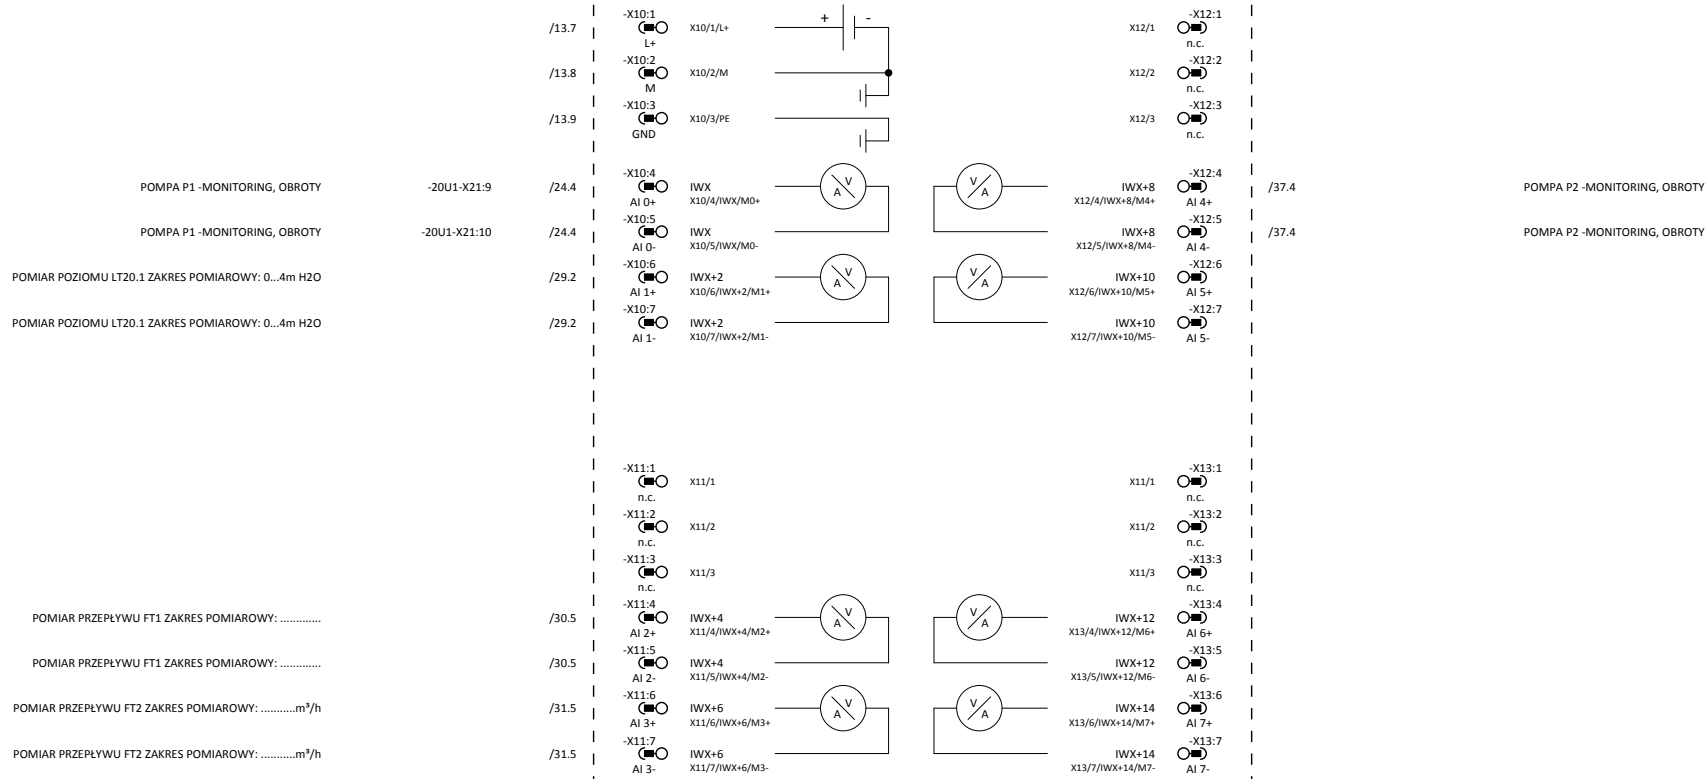 -X10:1 + - -X12:1
/13.7 X10/1/L+ X12/1
L+ n.c.
-X10:2 -X12:2
/13.8 X10/2/M X12/2
M n.c.
-X10:3 -X12:3
/13.9 X10/3/PE X12/3
GND n.c.
-X10:4 V V -X12:4
POMPA P1 -MONITORING, OBROTY -20U1-X21:9 /24.4 IWX IWX+8 /37.4 POMPA P2 -MONITORING, OBROTY
AI 0+ X10/4/IWX/M0+ A A X12/4/IWX+8/M4+ AI 4+
-X10:5 -X12:5
POMPA P1 -MONITORING, OBROTY -20U1-X21:10 /24.4 IWX IWX+8 /37.4 POMPA P2 -MONITORING, OBROTY
AI 0- X10/5/IWX/M0- X12/5/IWX+8/M4- AI 4-
-X10:6 V V -X12:6
POMIAR POZIOMU LT20.1 ZAKRES POMIAROWY: 0...4m H2O /29.2 IWX+2 IWX+10
AI 1+ X10/6/IWX+2/M1+ A A X12/6/IWX+10/M5+ AI 5+
-X10:7 -X12:7
POMIAR POZIOMU LT20.1 ZAKRES POMIAROWY: 0...4m H2O /29.2 IWX+2 IWX+10
AI 1- X10/7/IWX+2/M1- X12/7/IWX+10/M5- AI 5-
-X11:1 -X13:1
X11/1 X11/1
n.c. n.c.
-X11:2 -X13:2
X11/2 X11/2
n.c. n.c.
-X11:3 -X13:3
X11/3 X11/3
n.c. n.c.
-X11:4 V V -X13:4
POMIAR PRZEPŁYWU FT1 ZAKRES POMIAROWY: ............. /30.5 IWX+4 IWX+12
AI 2+ X11/4/IWX+4/M2+ A A X13/4/IWX+12/M6+ AI 6+
-X11:5 -X13:5
POMIAR PRZEPŁYWU FT1 ZAKRES POMIAROWY: ............. /30.5 IWX+4 IWX+12
AI 2- X11/5/IWX+4/M2- X13/5/IWX+12/M6- AI 6-
-X11:6 V V -X13:6
POMIAR PRZEPŁYWU FT2 ZAKRES POMIAROWY: ...........m³/h /31.5 IWX+6 IWX+14
AI 3+ X11/6/IWX+6/M3+ A A X13/6/IWX+14/M7+ AI 7+
-X11:7 -X13:7
POMIAR PRZEPŁYWU FT2 ZAKRES POMIAROWY: ...........m³/h /31.5 IWX+6 IWX+14
AI 3- X11/7/IWX+6/M3- X13/7/IWX+14/M7- AI 7-